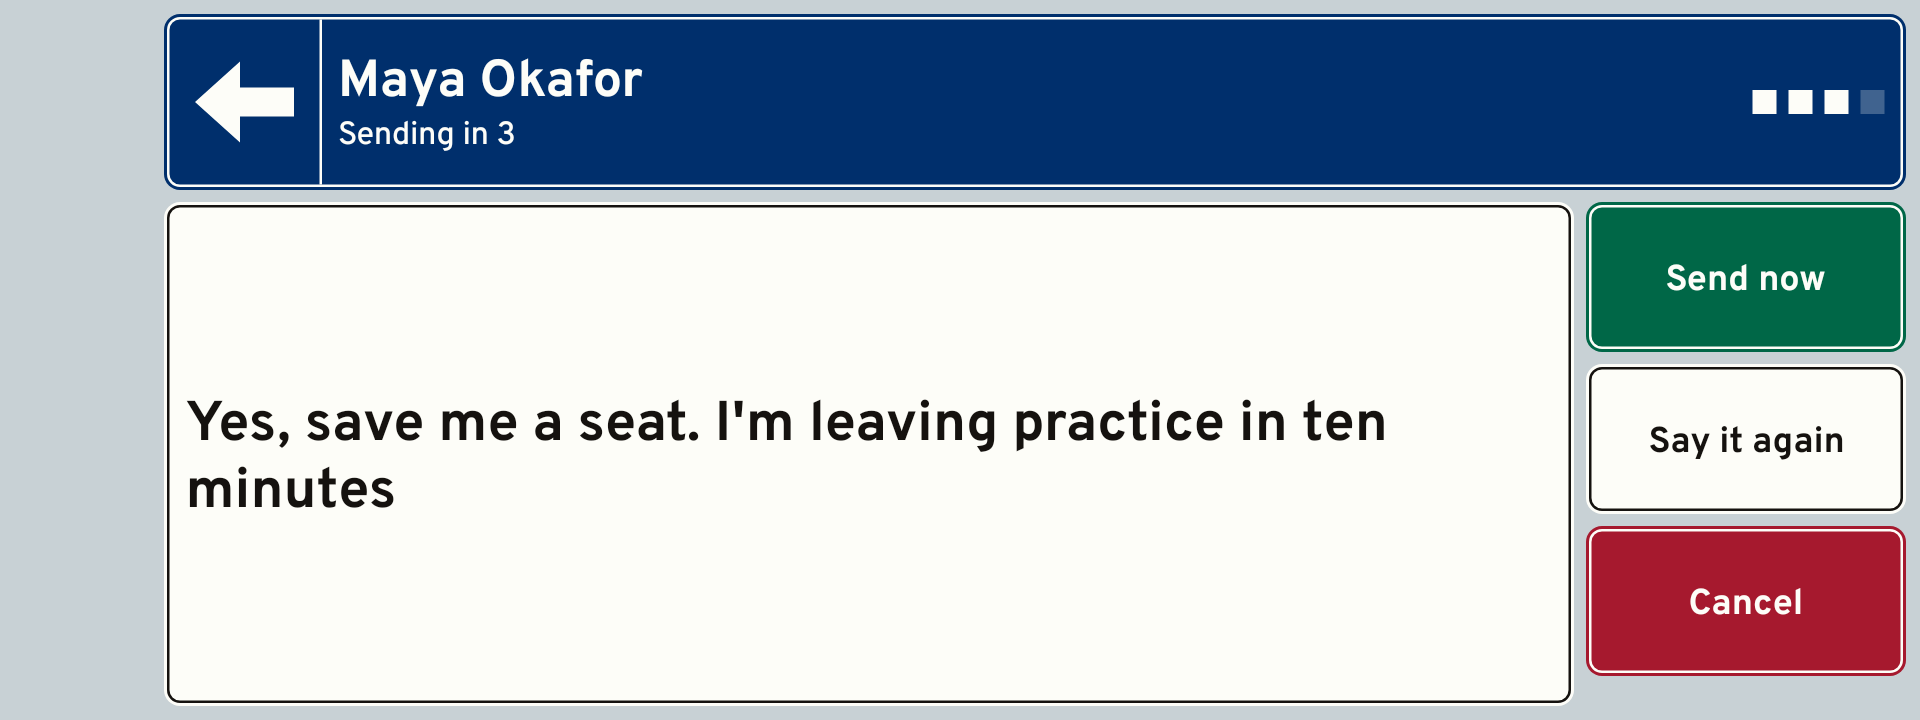 Maya Okafor
Sending in 3
Yes, save me a seat. I'm leaving practice in ten
minutes
Send now
Say it again
Cancel